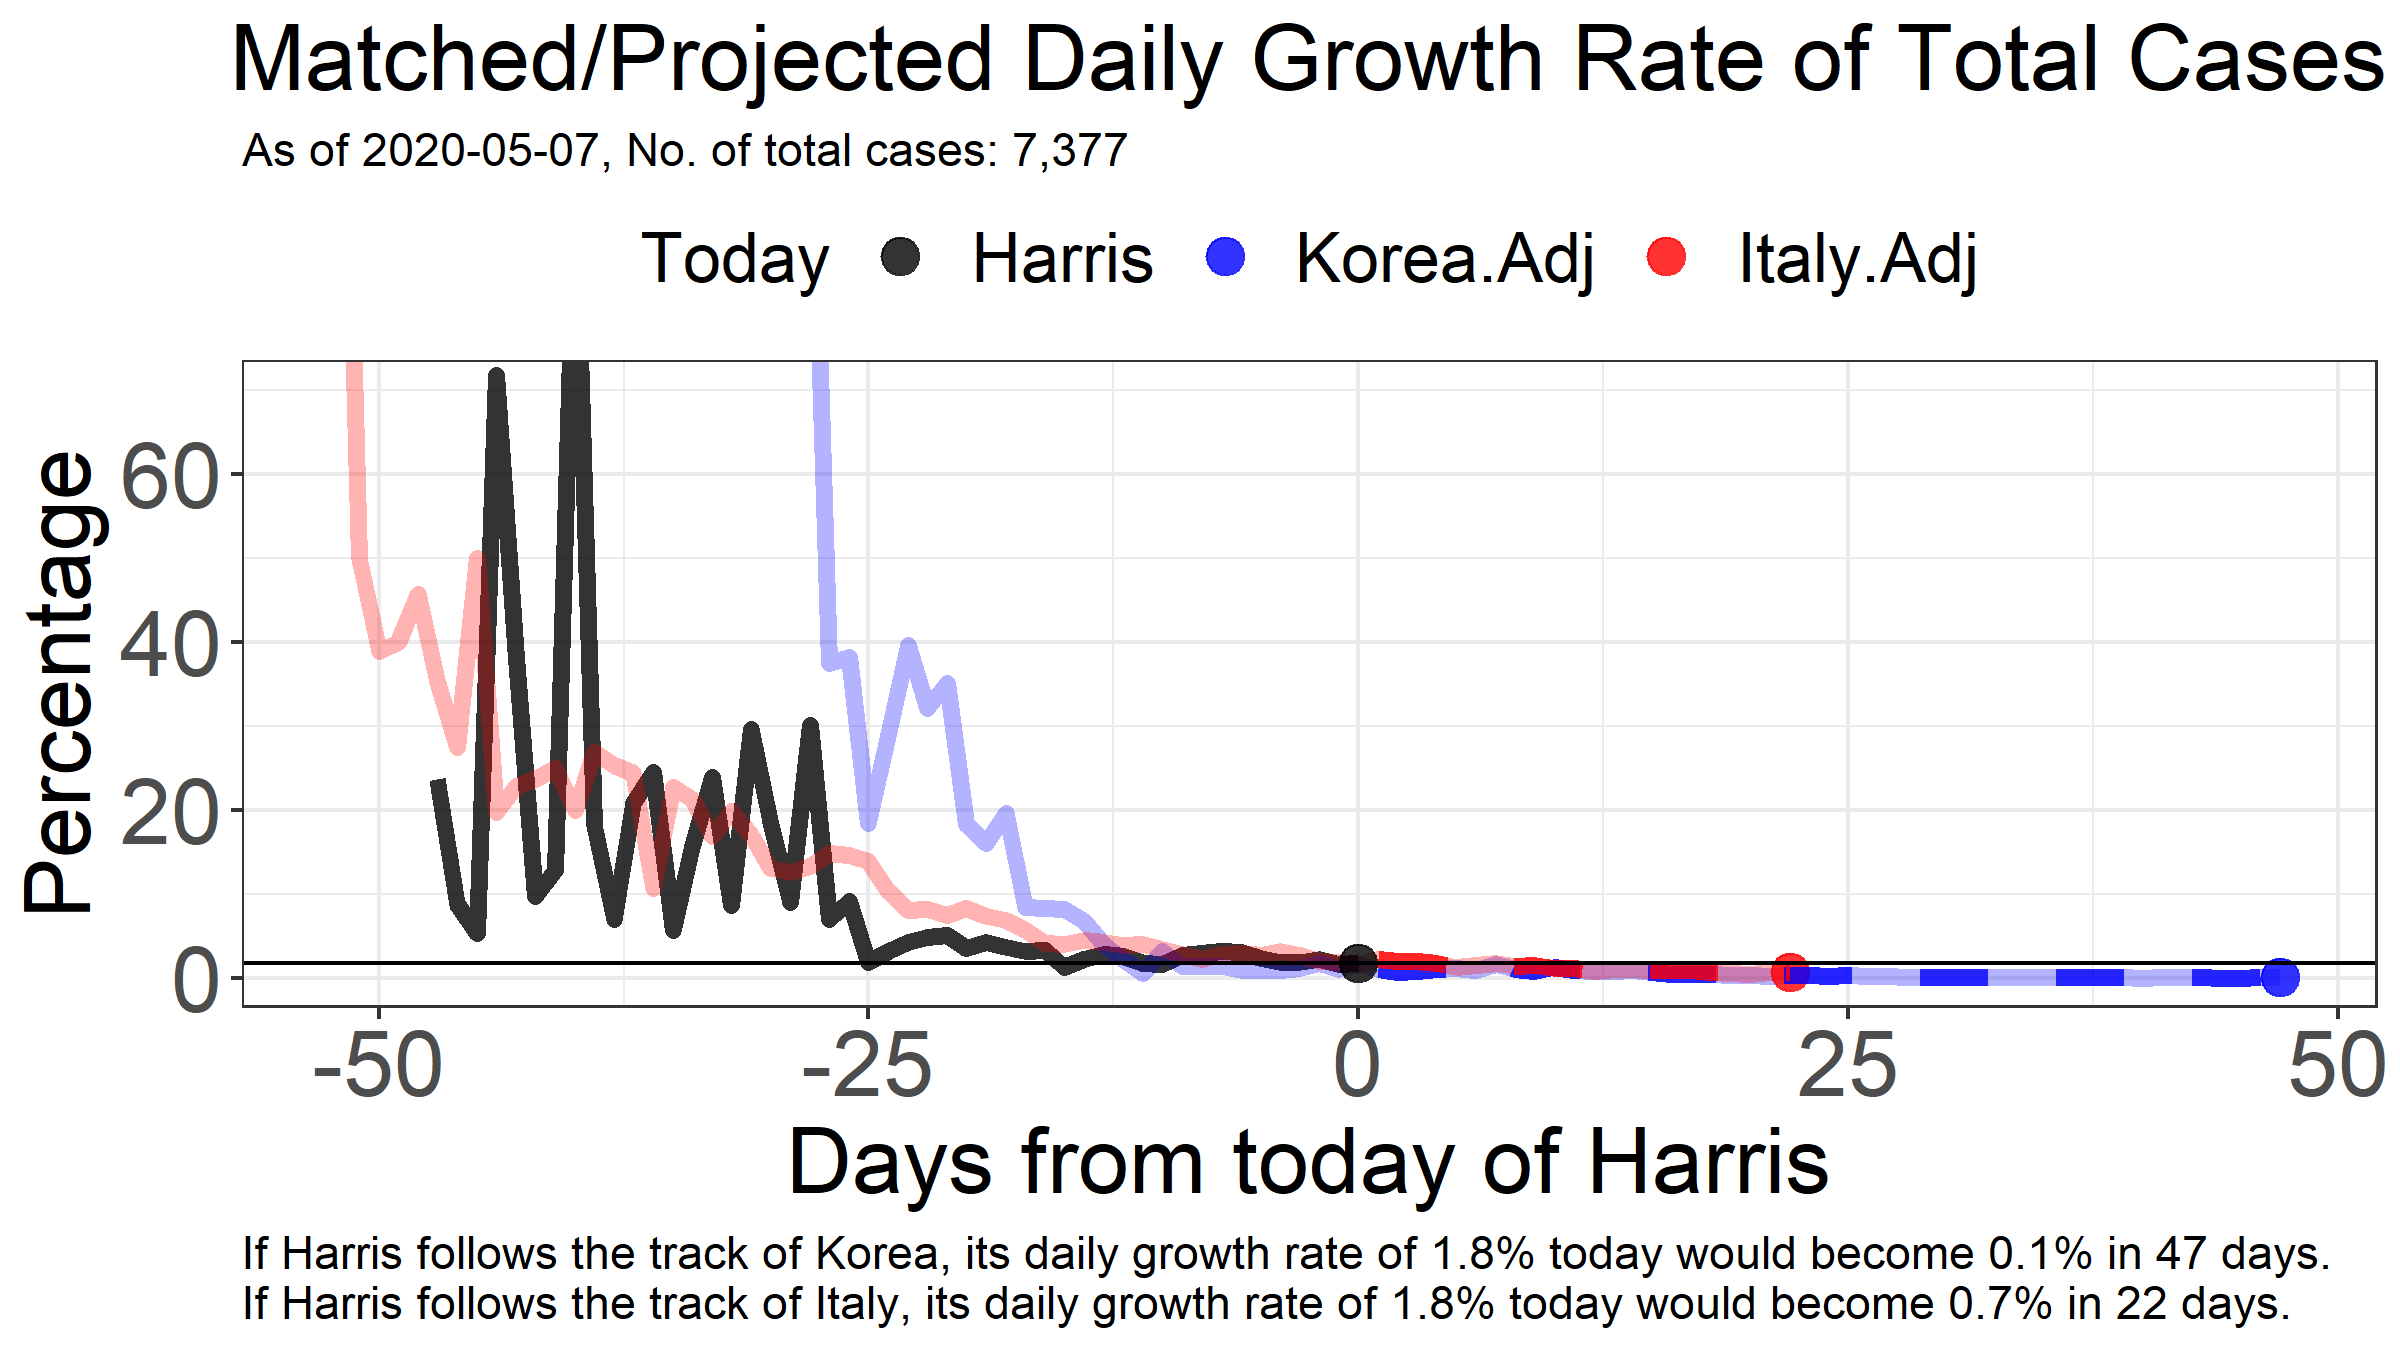 Matched/Projected Daily Growth Rate of Total Cases
As of 2020-05-07, No. of total cases: 7,377
Today Harris Korea.Adj Italy.Adj
Percentage
60
40
20
0
-50 -25 0 25 50
Days from today of Harris
If Harris follows the track of Korea, its daily growth rate of 1.8% today would become 0.1% in 47 days.
If Harris follows the track of Italy, its daily growth rate of 1.8% today would become 0.7% in 22 days.